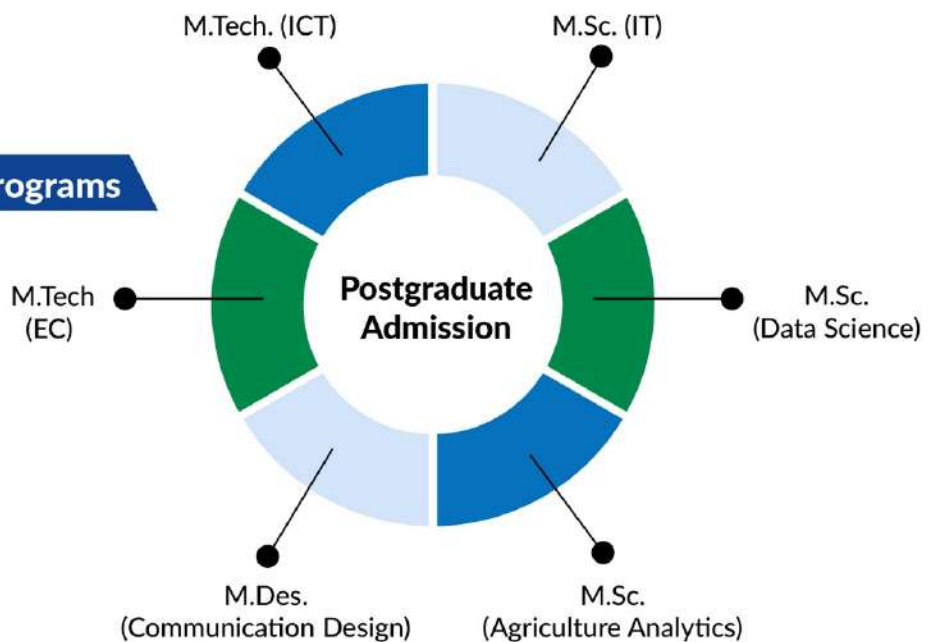 M.Tech. (ICT)
M.Sc. (IT)
rograms
M.Tech
(EC)
Postgraduate
Admission
M.Sc.
(Data Science)
M.Des.
(Communication Design)
M.Sc.
(Agriculture Analytics)